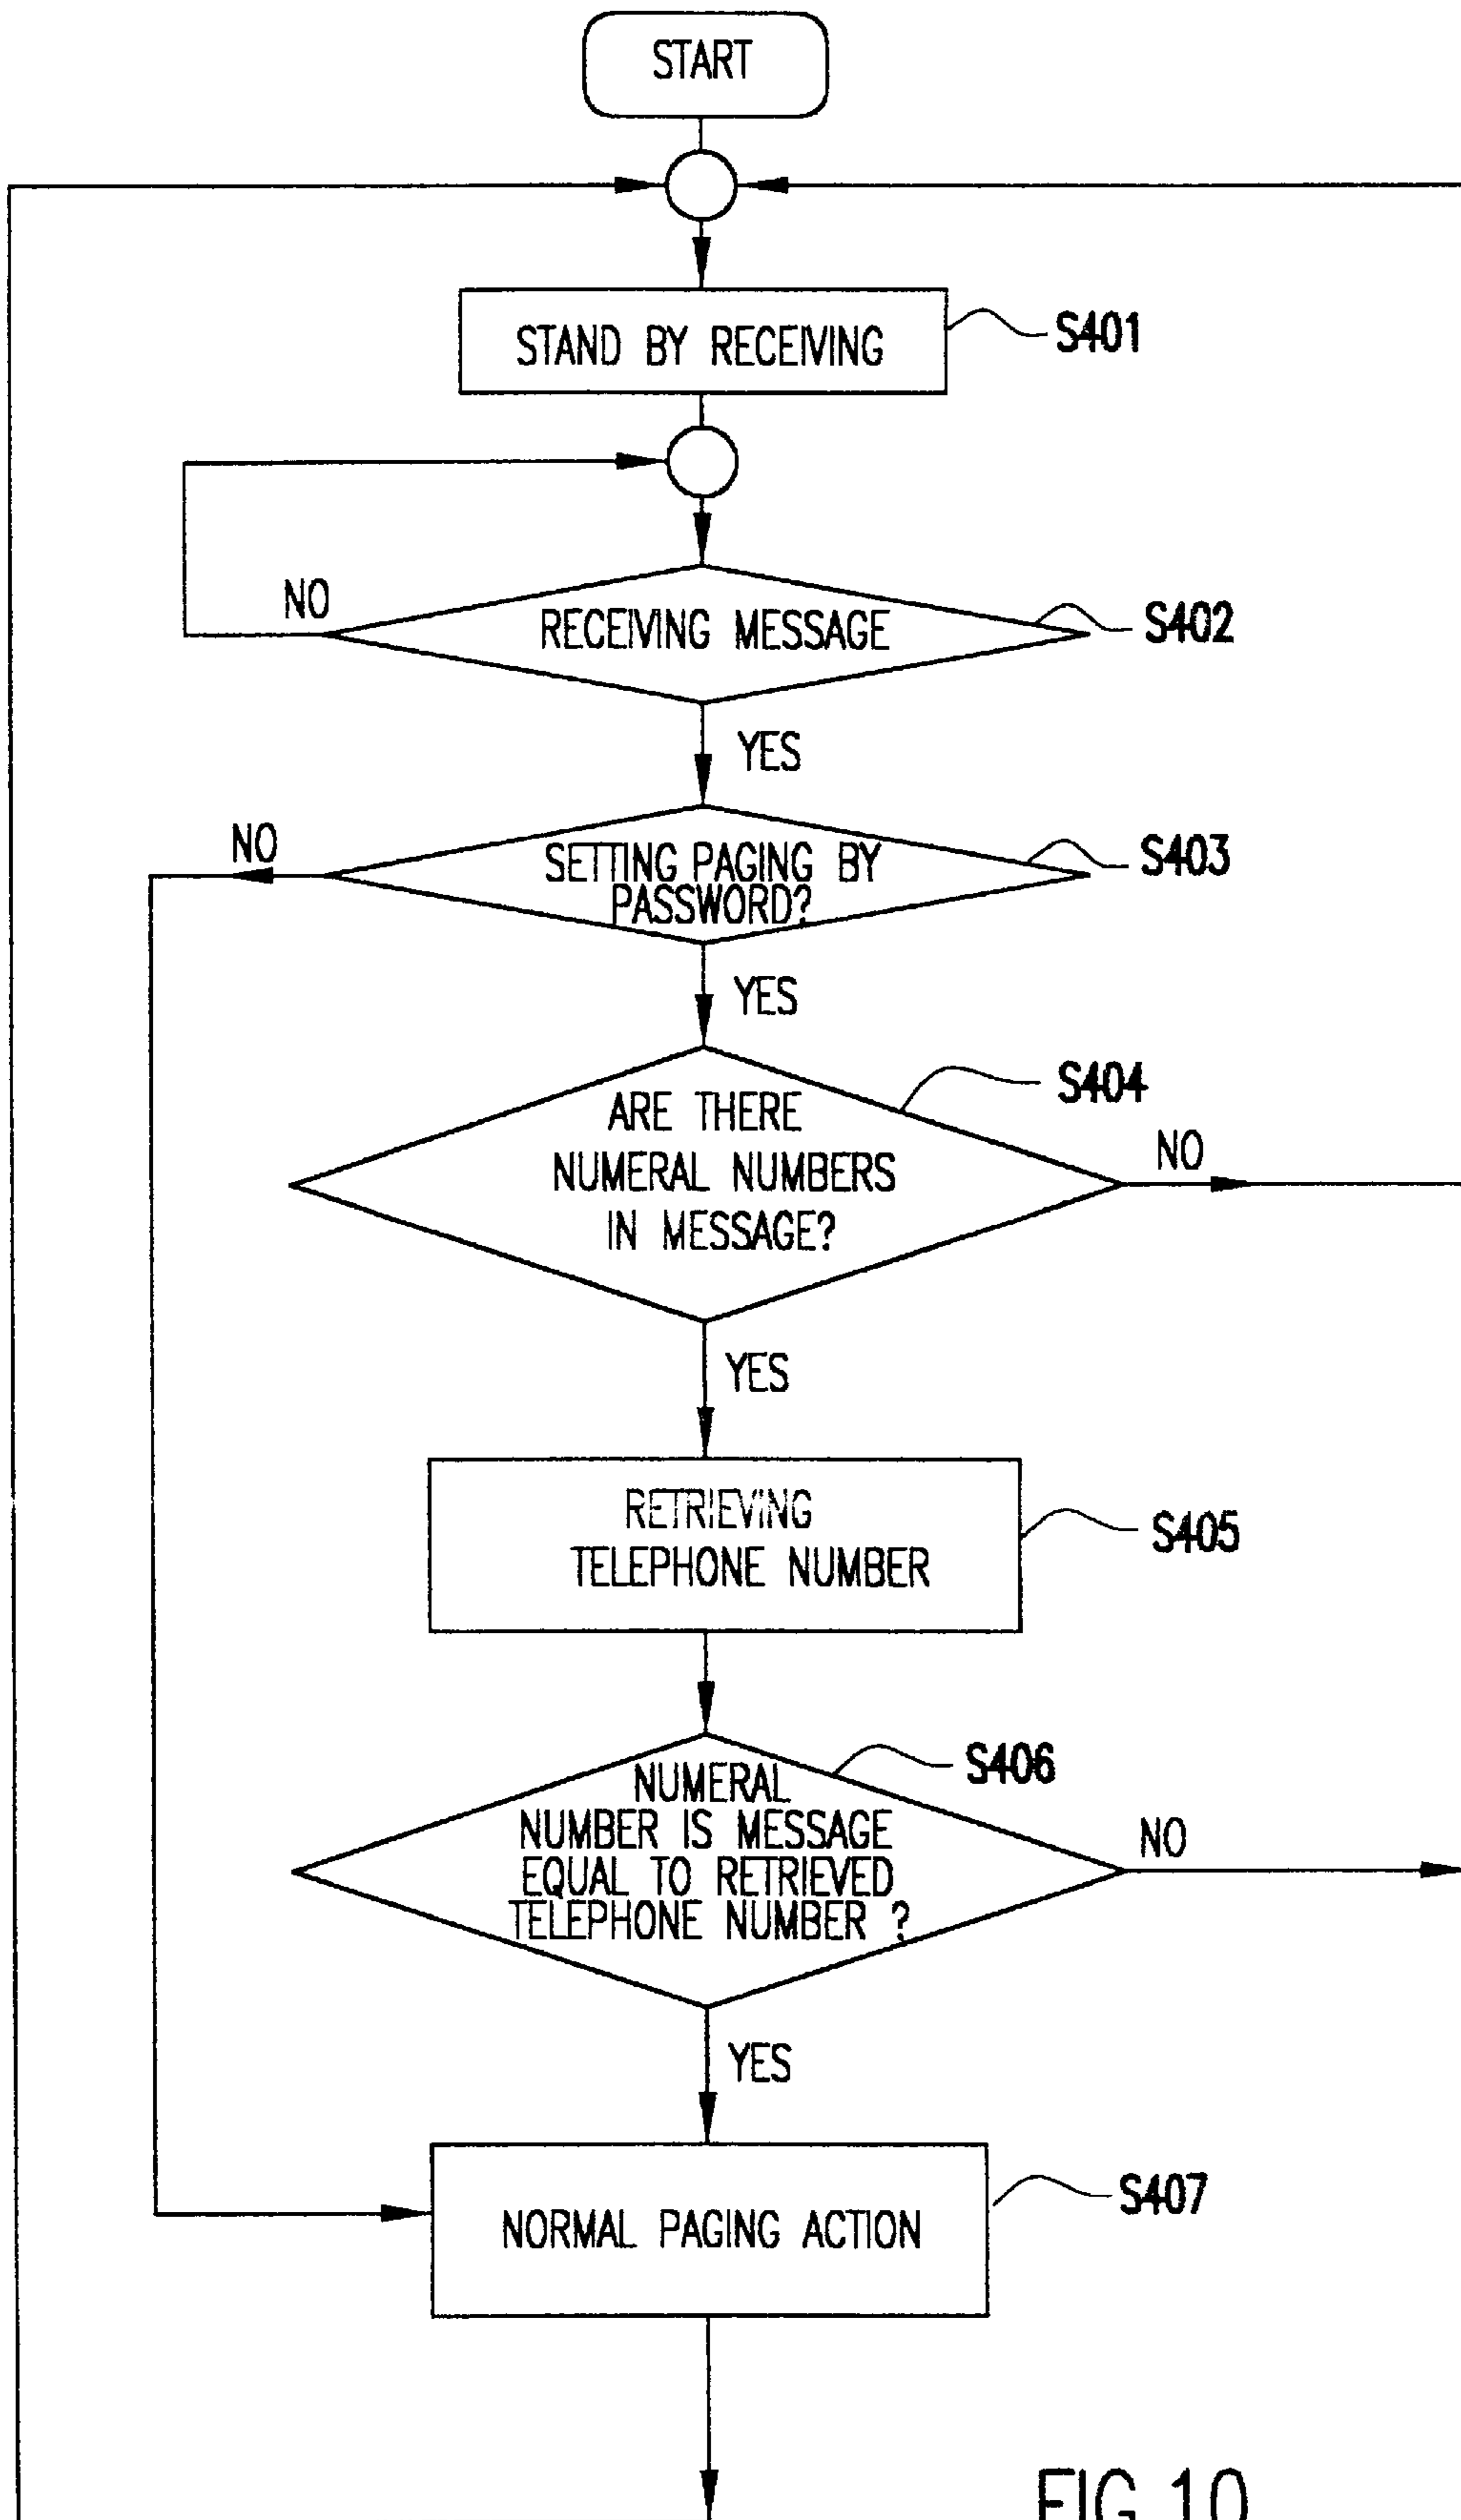 START
STAND BY RECEIVING
S401
NO
RECEIVING MESSAGE
S402
YES
NO
SETTING PAGING BY
PASSWORD?
S403
YES
S404
ARE THERE
NUMERAL NUMBERS
IN MESSAGE?
NO
YES
RETRIEVING
TELEPHONE NUMBER
S405
S406
NUMERAL
NUMBER IS MESSAGE
EQUAL TO RETRIEVED
TELEPHONE NUMBER ?
NO
YES
NORMAL PAGING ACTION
S407
FIG.10